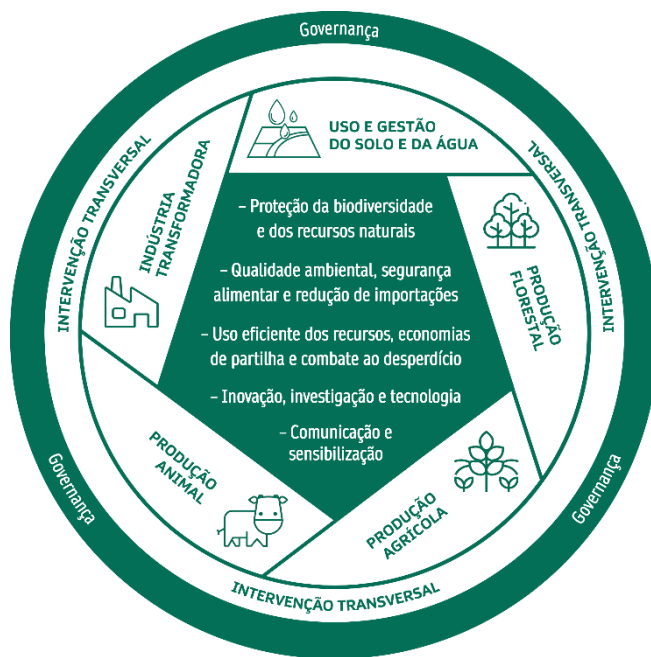 Governança
INTERVENÇÃO TRANSVERSAL
INTERVENÇÃO TRANSVERSAL
USO E GESTÃO
DO SOLO E DA ÁGUA
INDÚSTRIA
TRANSFORMADORA
PRODUÇÃO
FLORESTAL
– Proteção da biodiversidade
e dos recursos naturais
– Qualidade ambiental, segurança
alimentar e redução de importações
– Uso eficiente dos recursos, economias
de partilha e combate ao desperdício
– Inovação, investigação e tecnologia
– Comunicação e
sensibilização
PRODUÇÃO
ANIMAL
PRODUÇÃO
AGRÍCOLA
Governança
Governança
INTERVENÇÃO TRANSVERSAL